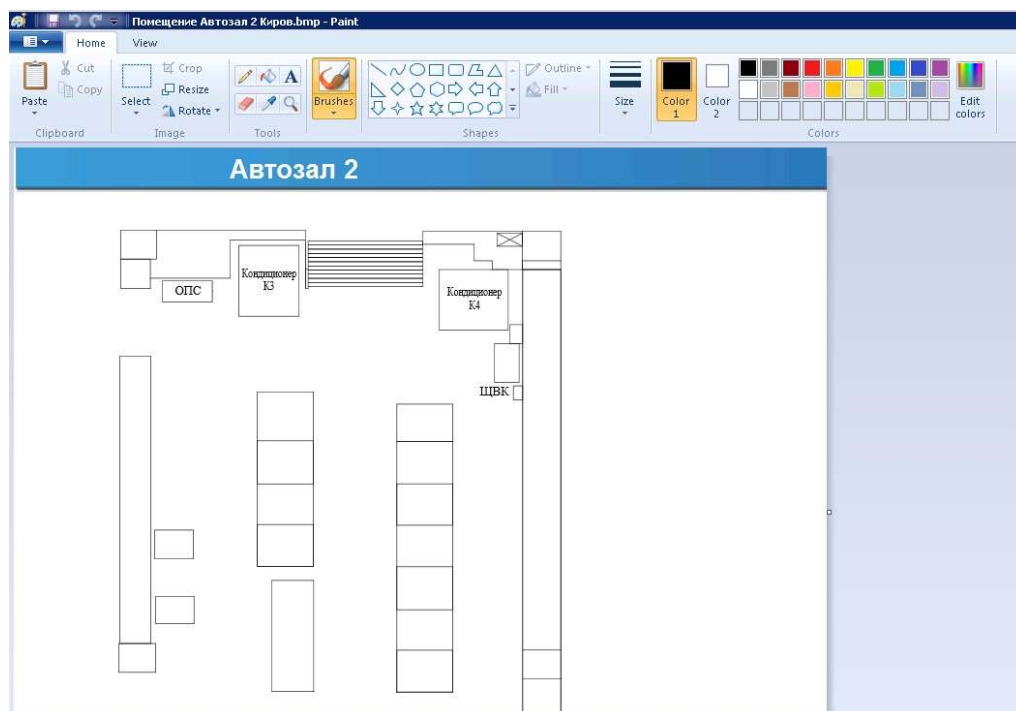 Помещение Автозал 2 Киров.bmp - Paint
Home View
Paste
Cut
Copy
Clipboard
Select
Crop
Resize
Rotate
Image
A
Tools
Brushes
Shapes
Outline
Fill
Size
Color 1
Color 2
Edit colors
Colors
Автозал 2
Кондиционер
К3
ОПС
Кондиционер
К4
ЩВК